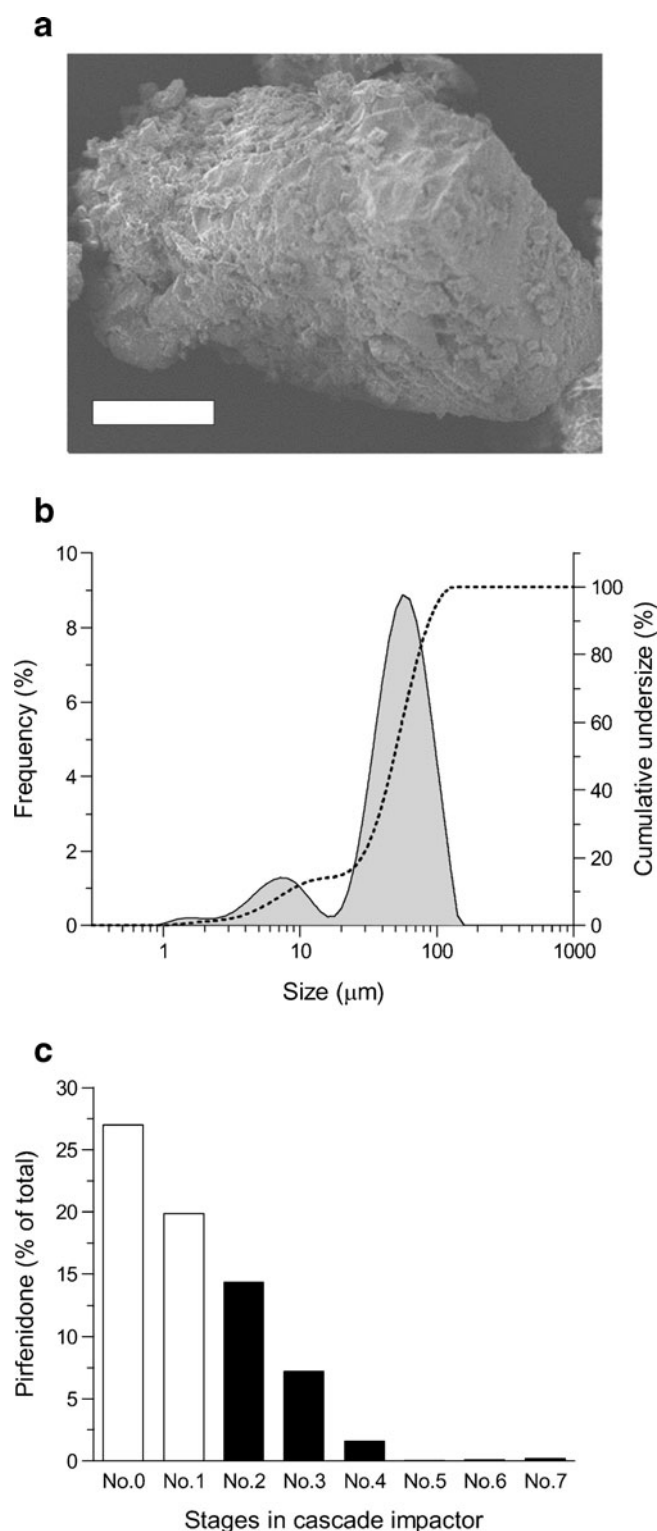 a
b
10
8
6
4
2
0
Frequency (%)
100
80
60
40
20
0
Cumulative undersize (%)
1 10 100 1000
Size (μm)
c
30
25
20
15
10
5
0
Pirfenidone (% of total)
No.0 No.1 No.2 No.3 No.4 No.5 No.6 No.7
Stages in cascade impactor